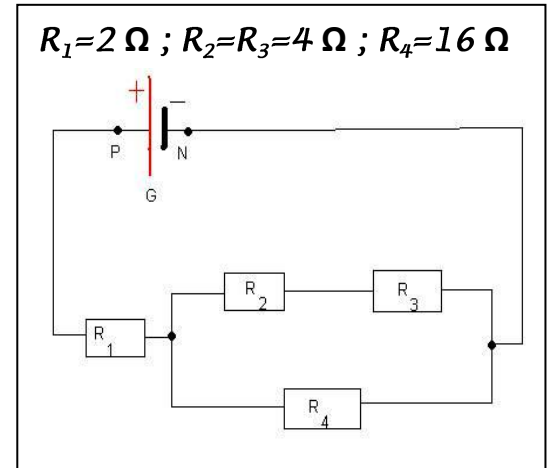 R₁=2 Ω ; R₂=R₃=4 Ω ; R₄=16 Ω
+ −
P N
G
R₂ R₃
R₁
R₄